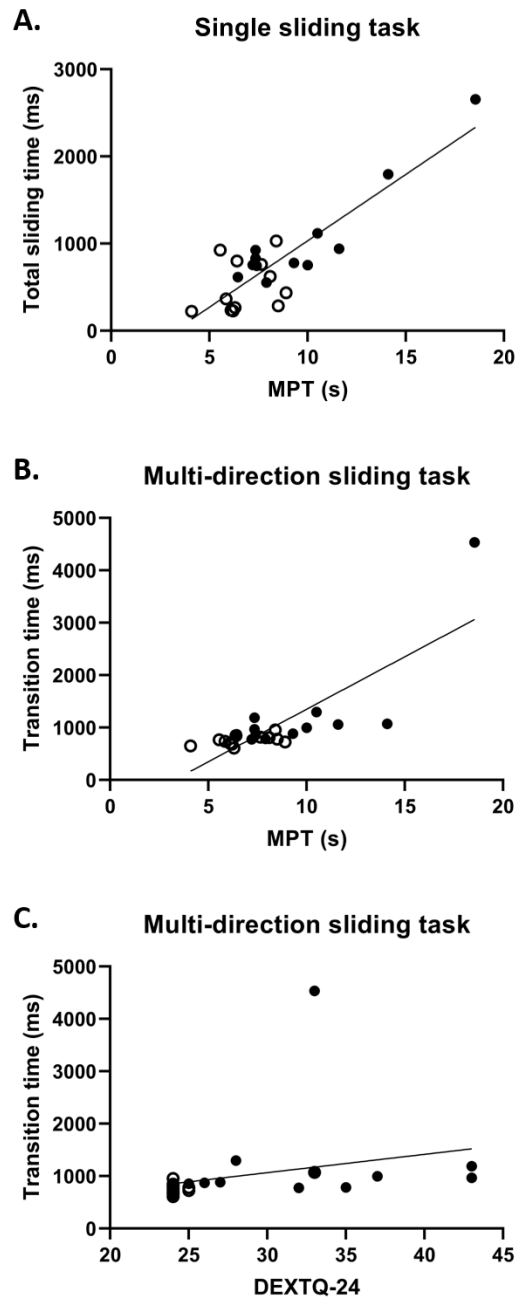 A.
Single sliding task
Total sliding time (ms)
3000
2000
1000
0
0 5 10 15 20
MPT (s)
B.
Multi-direction sliding task
Transition time (ms)
5000
4000
3000
2000
1000
0
0 5 10 15 20
MPT (s)
C.
Multi-direction sliding task
Transition time (ms)
5000
4000
3000
2000
1000
0
20 25 30 35 40 45
DEXTQ-24